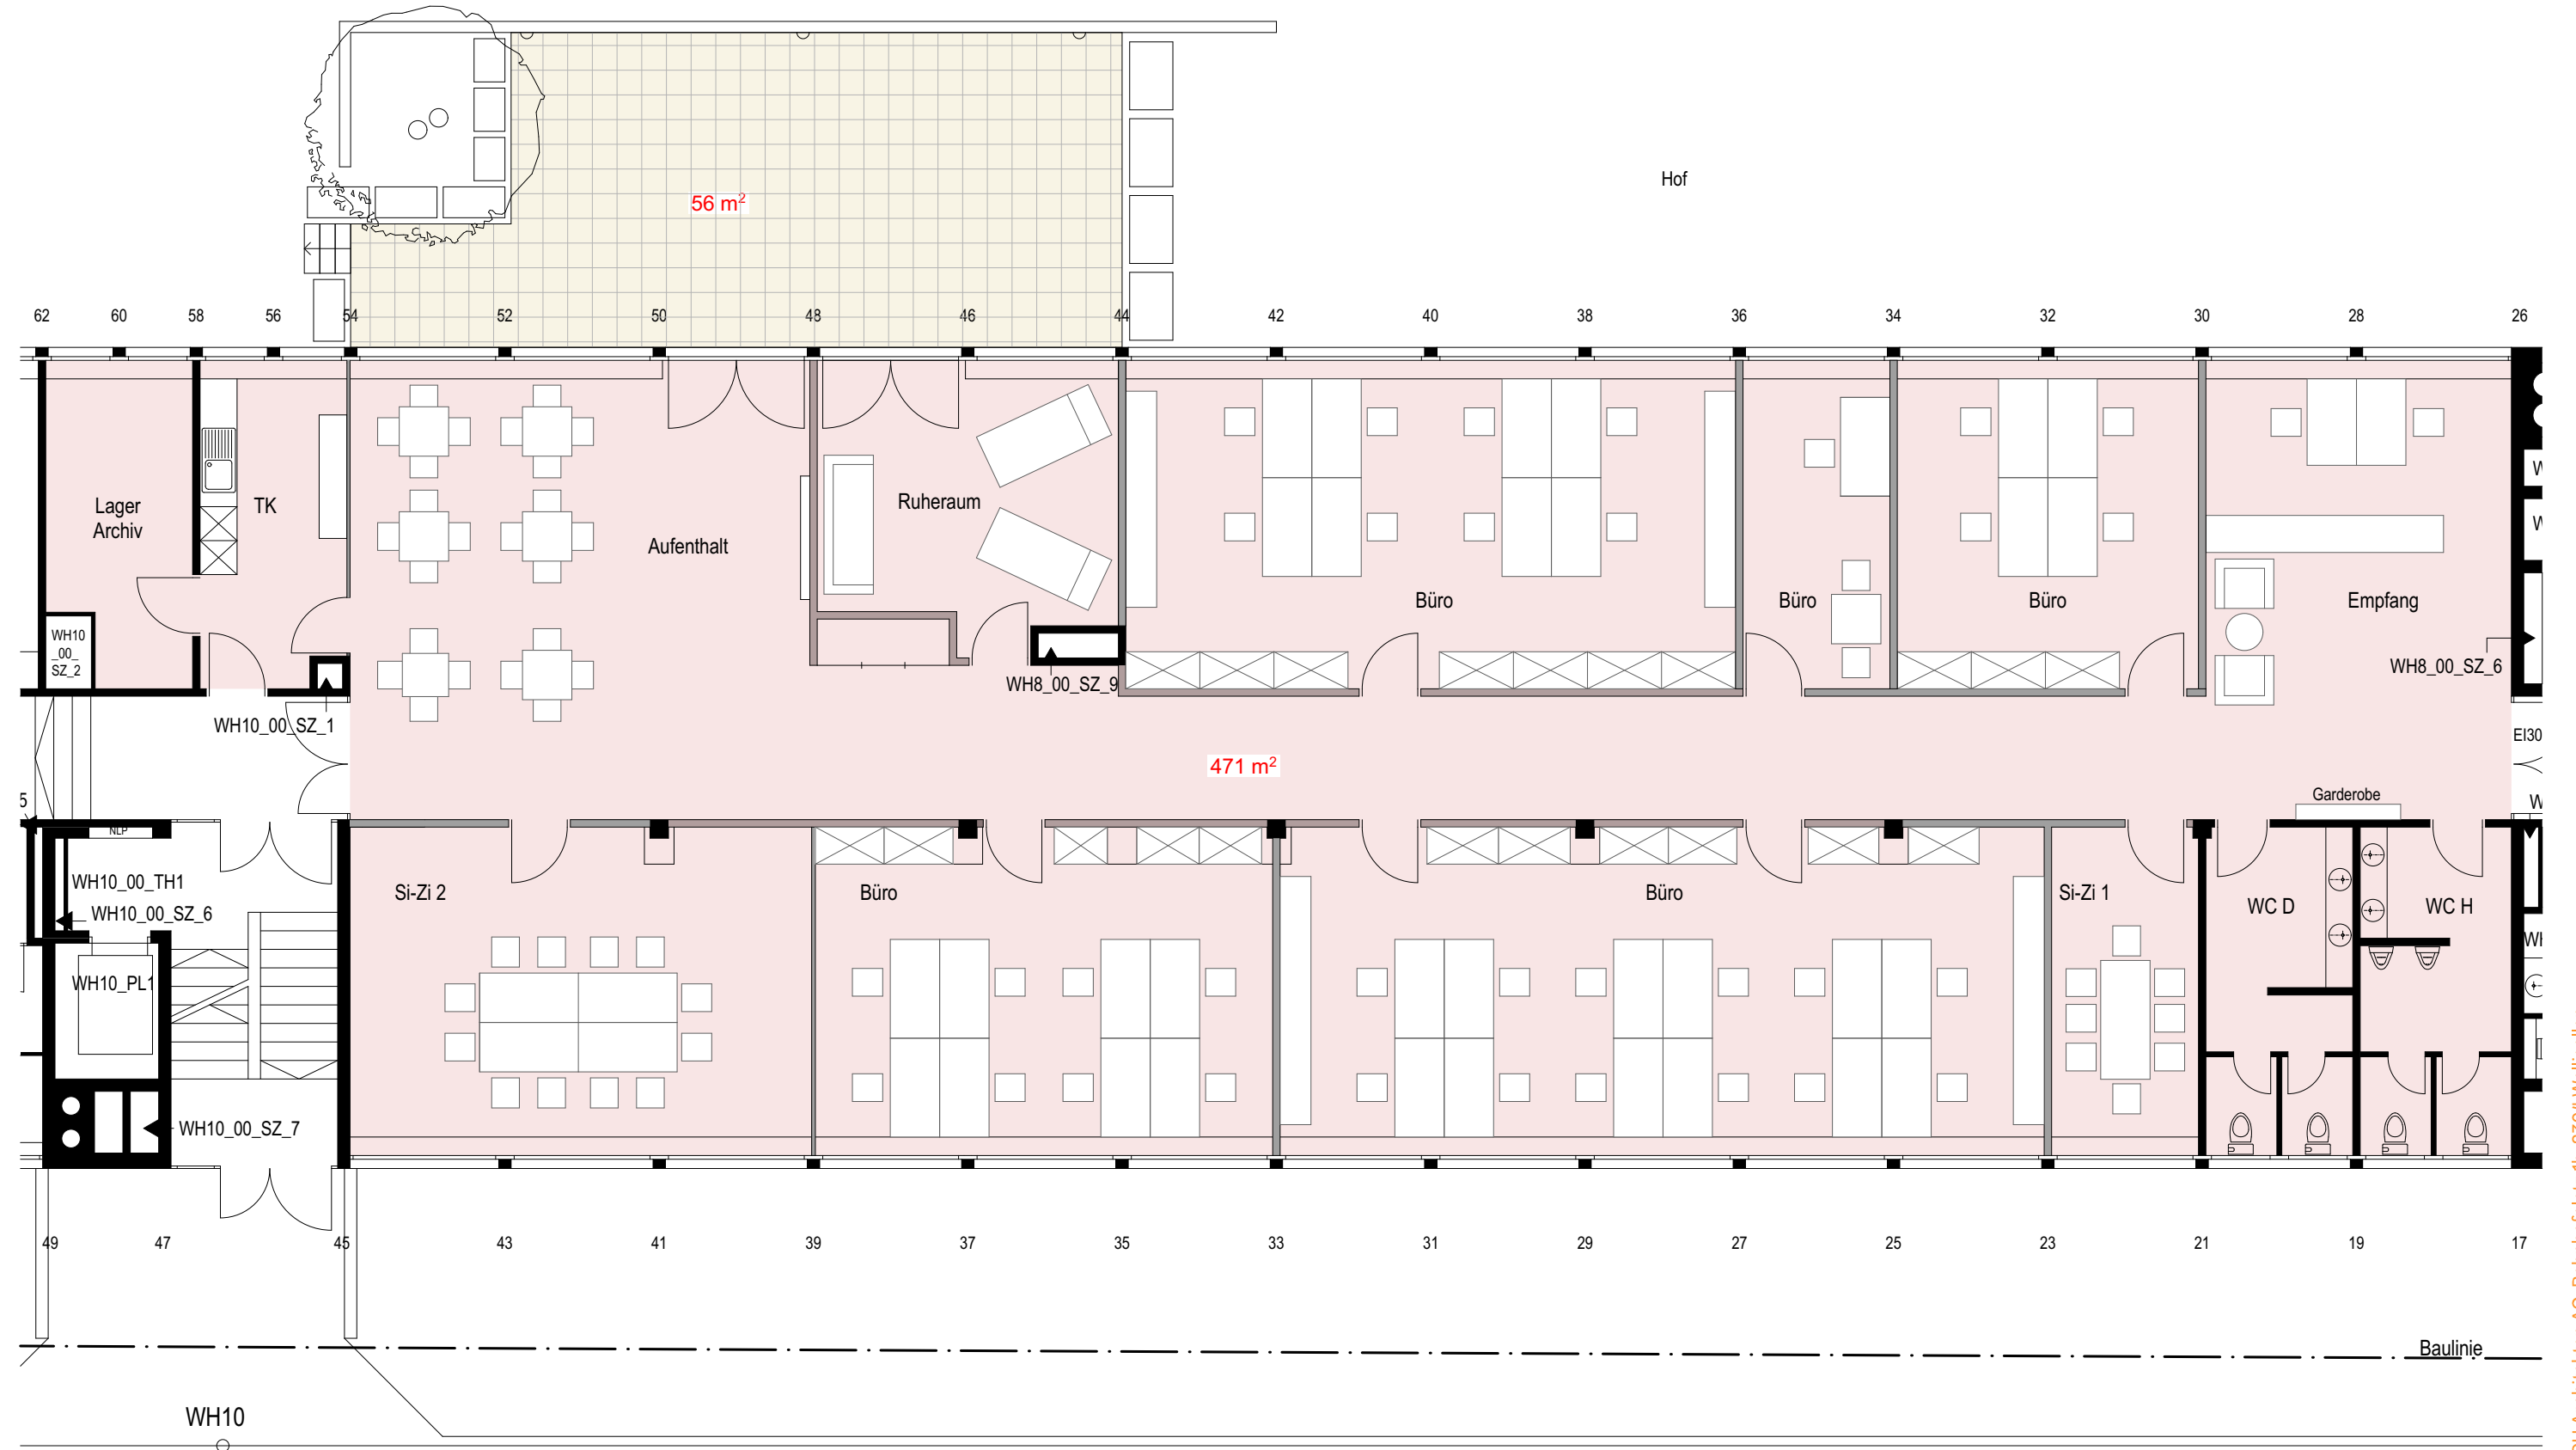 Hof
56 m²
62 60 58 56 54 52 50 48 46 44 42 40 38 36 34 32 30 28 26
Lager
Archiv
TK
Aufenthalt
Ruheraum
Büro
Büro
Büro
Empfang
WH10
_00_
SZ_2
WH8_00_SZ_9
WH8_00_SZ_6
WH10_00_SZ_1
EI30
471 m²
Garderobe
5
NLP
WH10_00_TH1
WH10_00_SZ_6
Si-Zi 2
Büro
Büro
Si-Zi 1
WC D
WC H
WH10_PL1
WH10_00_SZ_7
49 47 45 43 41 39 37 35 33 31 29 27 25 23 21 19 17
Baulinie
WH10